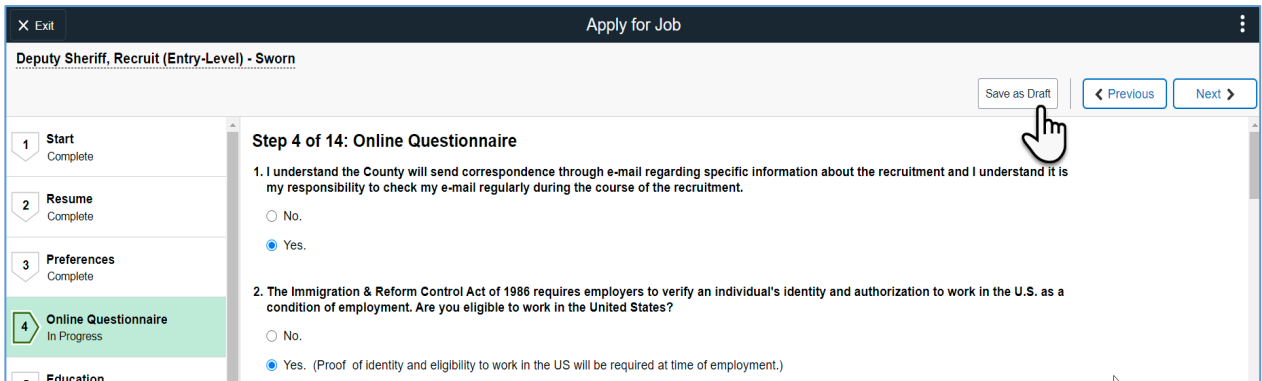 X Exit
Apply for Job
Deputy Sheriff, Recruit (Entry-Level) - Sworn
Save as Draft
Previous
Next
1
Start
Complete
2
Resume
Complete
3
Preferences
Complete
4
Online Questionnaire
In Progress
Education
Step 4 of 14: Online Questionnaire
1. I understand the County will send correspondence through e-mail regarding specific information about the recruitment and I understand it is
my responsibility to check my e-mail regularly during the course of the recruitment.
No.
Yes.
2. The Immigration & Reform Control Act of 1986 requires employers to verify an individual's identity and authorization to work in the U.S. as a
condition of employment. Are you eligible to work in the United States?
No.
Yes. (Proof of identity and eligibility to work in the US will be required at time of employment.)